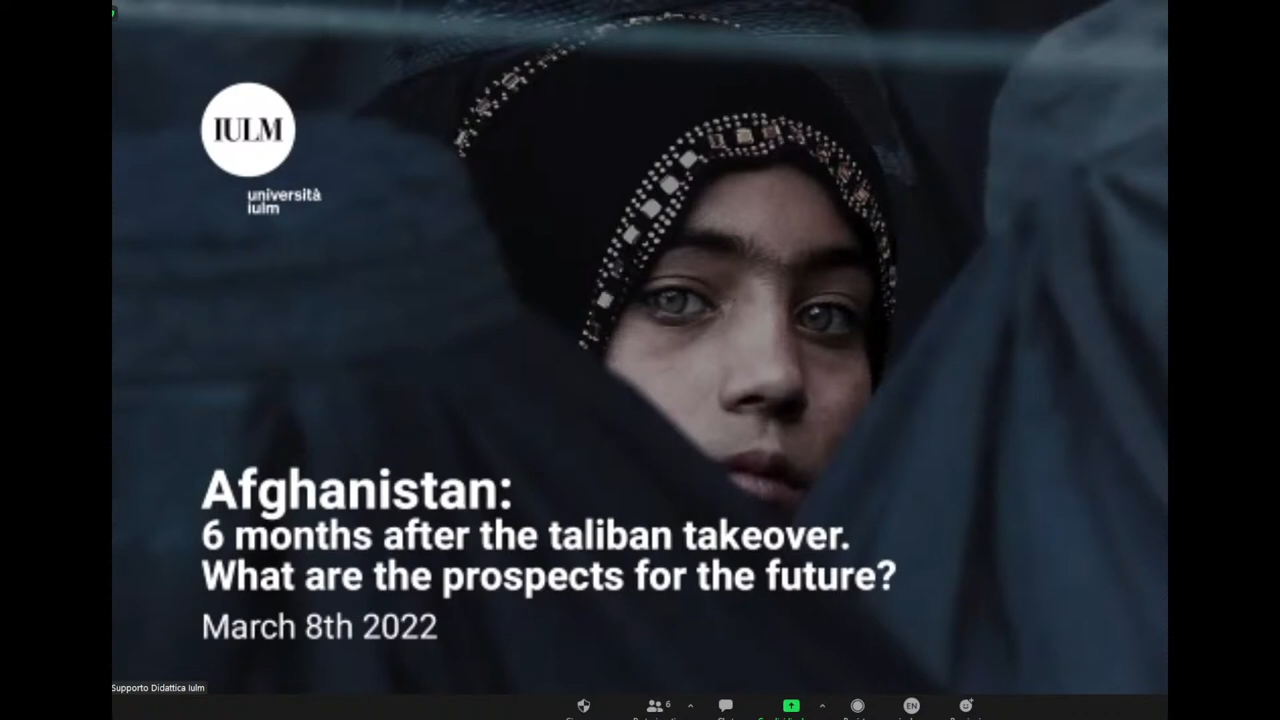 IULM
università
iulm
Afghanistan:
6 months after the taliban takeover.
What are the prospects for the future?
March 8th 2022
Supporto Didattica Iulm
6
EN